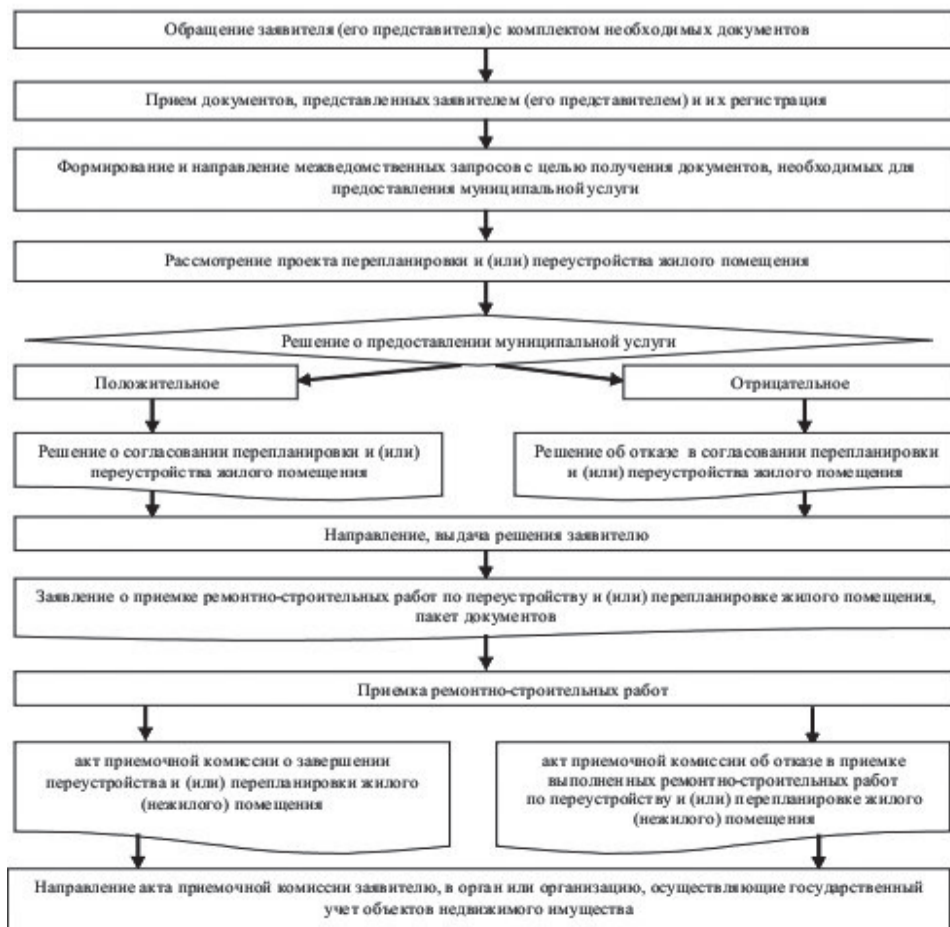 Обращение заявителя (его представителя) с комплектом необходимых документов
Прием документов, представленных заявителем (его представителем) и их регистрация
Формирование и направление межведомственных запросов с целью получения документов, необходимых для
предоставления муниципальной услуги
Рассмотрение проекта перепланировки и (или) переустройства жилого помещения
Решение о предоставлении муниципальной услуги
Положительное
Отрицательное
Решение о согласовании перепланировки и (или)
переустройства жилого помещения
Решение об отказе в согласовании перепланировки
и (или) переустройства жилого помещения
Направление, выдача решения заявителю
Заявление о приемке ремонтно-строительных работ по переустройству и (или) перепланировке жилого помещения,
пакет документов
Приемка ремонтно-строительных работ
акт приемочной комиссии о завершении
переустройства и (или) перепланировки жилого
(нежилого) помещения
акт приемочной комиссии об отказе в приемке
выполненных ремонтно-строительных работ
по переустройству и (или) перепланировке жилого
(нежилого) помещения
Направление акта приемочной комиссии заявителю, в орган или организацию, осуществляющие государственный
учет объектов недвижимого имущества